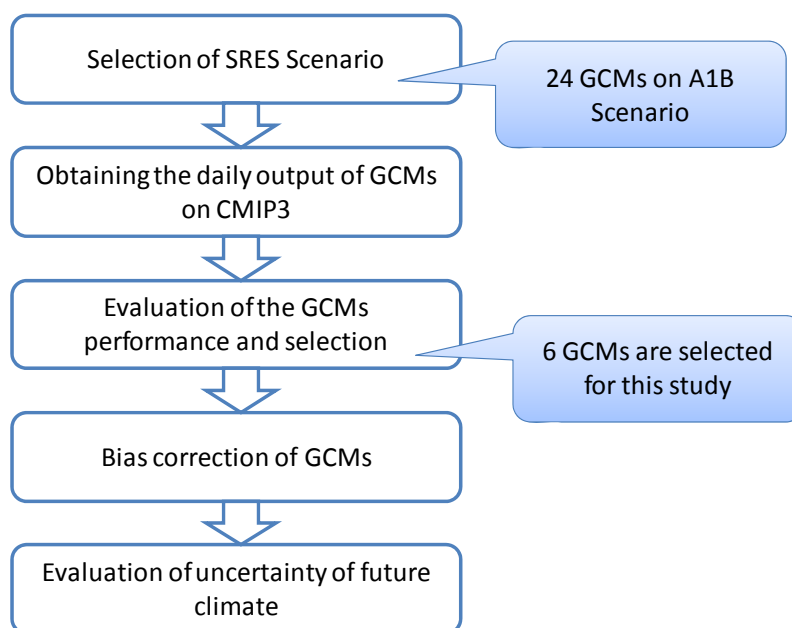 Selection of SRES Scenario
24 GCMs on A1B
Scenario
Obtaining the daily output of GCMs
on CMIP3
Evaluation of the GCMs
performance and selection
6 GCMs are selected
for this study
Bias correction of GCMs
Evaluation of uncertainty of future
climate